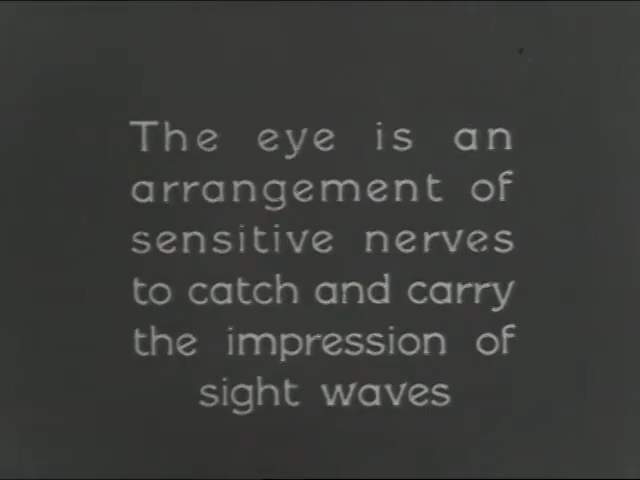 The eye is an
arrangement of
sensitive nerves
to catch and carry
the impression of
sight waves